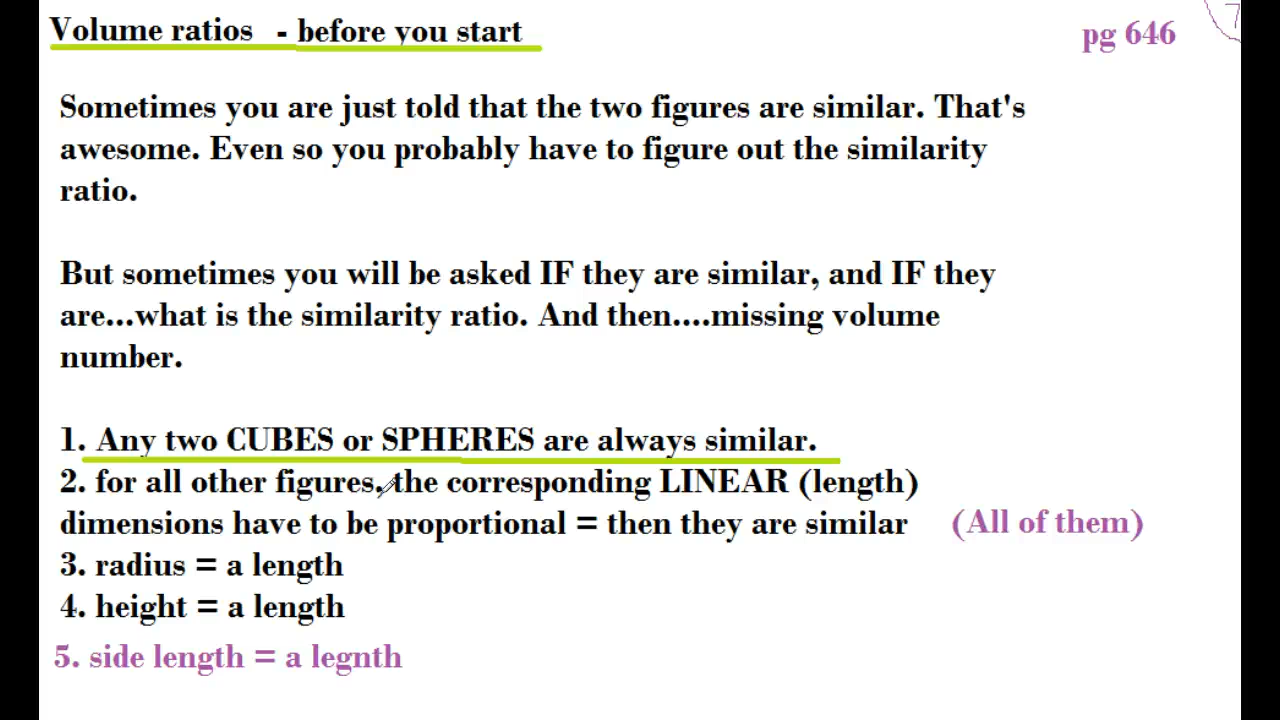 Volume ratios - before you start
pg 646
7
Sometimes you are just told that the two figures are similar. That's
awesome. Even so you probably have to figure out the similarity
ratio.
But sometimes you will be asked IF they are similar, and IF they
are...what is the similarity ratio. And then....missing volume
number.
1. Any two CUBES or SPHERES are always similar.
2. for all other figures, the corresponding LINEAR (length)
dimensions have to be proportional = then they are similar (All of them)
3. radius = a length
4. height = a length
5. side length = a legnth